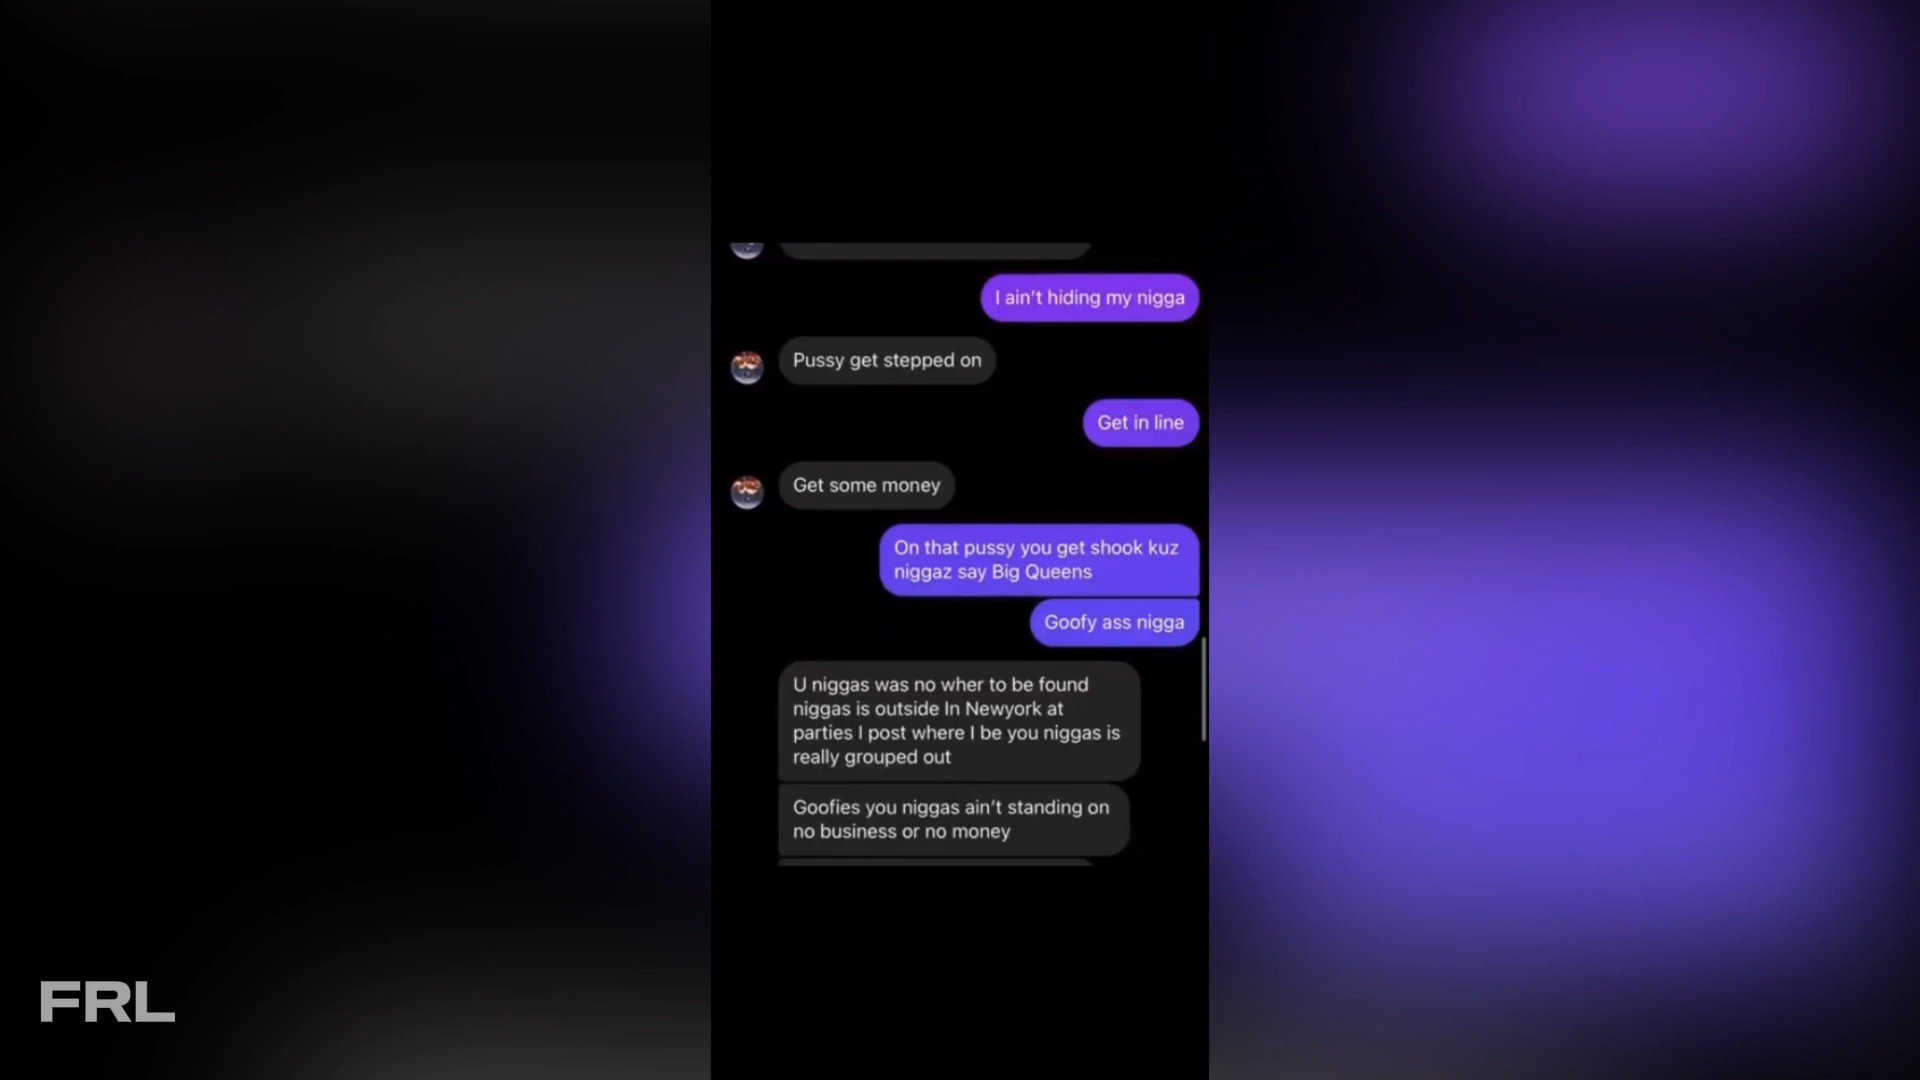 I ain't hiding my nigga
Pussy get stepped on
Get in line
Get some money
On that pussy you get shook kuz
niggaz say Big Queens
Goofy ass nigga
U niggas was no wher to be found
niggas is outside In Newyork at
parties I post where I be you niggas is
really grouped out
Goofies you niggas ain't standing on
no business or no money
FRL